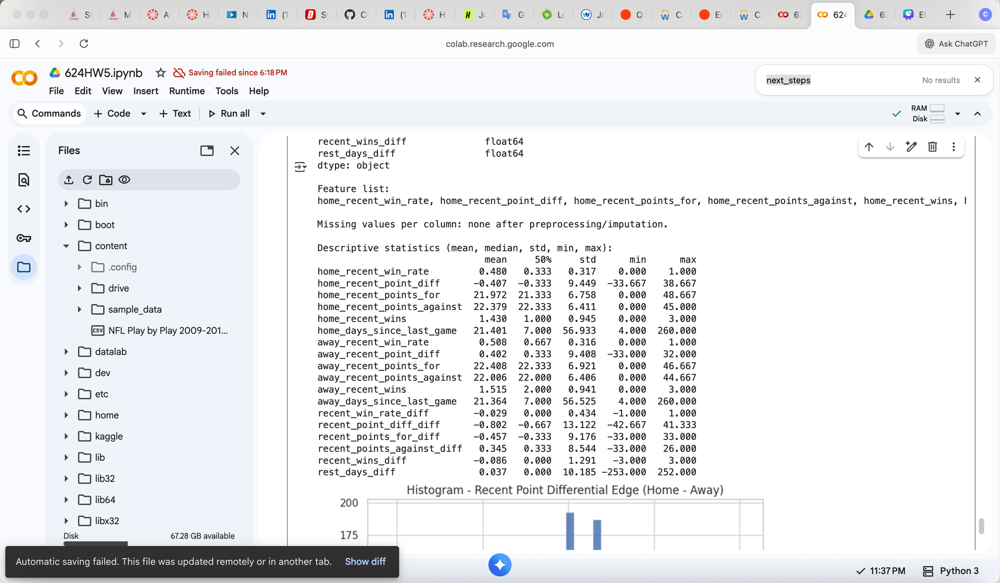 colab.research.google.com
Ask ChatGPT
624HW5.ipynb
Saving failed since 6:18 PM
File Edit View Insert Runtime Tools Help
next_steps
No results
Commands
Code
Text
Run all
RAM
Disk
Files
bin
boot
content
.config
drive
sample_data
NFL Play by Play 2009-201...
datalab
dev
etc
home
kaggle
lib
lib32
lib64
libx32
Disk 67.28 GB available
recent_wins_diff float64
rest_days_diff float64
dtype: object
Feature list:
home_recent_win_rate, home_recent_point_diff, home_recent_points_for, home_recent_points_against, home_recent_wins,
Missing values per column: none after preprocessing/imputation.
Descriptive statistics (mean, median, std, min, max):
mean 50% std min max
home_recent_win_rate 0.480 0.333 0.317 0.000 1.000
home_recent_point_diff -0.407 -0.333 9.449 -33.667 38.667
home_recent_points_for 21.972 21.333 6.758 0.000 48.667
home_recent_points_against 22.379 22.333 6.411 0.000 45.000
home_recent_wins 1.430 1.000 0.945 0.000 3.000
home_days_since_last_game 21.401 7.000 56.933 4.000 260.000
away_recent_win_rate 0.508 0.667 0.316 0.000 1.000
away_recent_point_diff 0.402 0.333 9.408 -33.000 32.000
away_recent_points_for 22.408 22.333 6.921 0.000 46.667
away_recent_points_against 22.006 22.000 6.406 0.000 44.667
away_recent_wins 1.515 2.000 0.941 0.000 3.000
away_days_since_last_game 21.364 7.000 56.525 4.000 260.000
recent_win_rate_diff -0.029 0.000 0.434 -1.000 1.000
recent_point_diff_diff -0.802 -0.667 13.122 -42.667 41.333
recent_points_for_diff -0.457 -0.333 9.176 -33.000 33.000
recent_points_against_diff 0.345 0.333 8.544 -33.000 26.000
recent_wins_diff -0.086 0.000 1.291 -3.000 3.000
rest_days_diff 0.037 0.000 10.185 -253.000 252.000
Histogram - Recent Point Differential Edge (Home - Away)
200
175
Automatic saving failed. This file was updated remotely or in another tab. Show diff
11:37 PM
Python 3